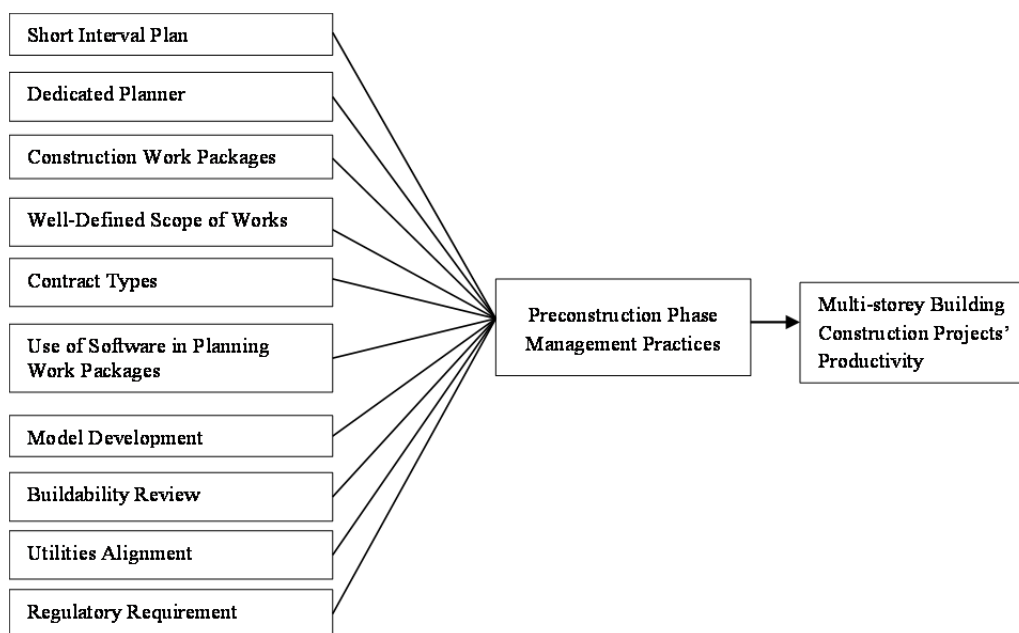 Short Interval Plan
Dedicated Planner
Construction Work Packages
Well-Defined Scope of Works
Contract Types
Use of Software in Planning
Work Packages
Model Development
Buildability Review
Utilities Alignment
Regulatory Requirement
Preconstruction Phase
Management Practices
Multi-storey Building
Construction Projects’
Productivity